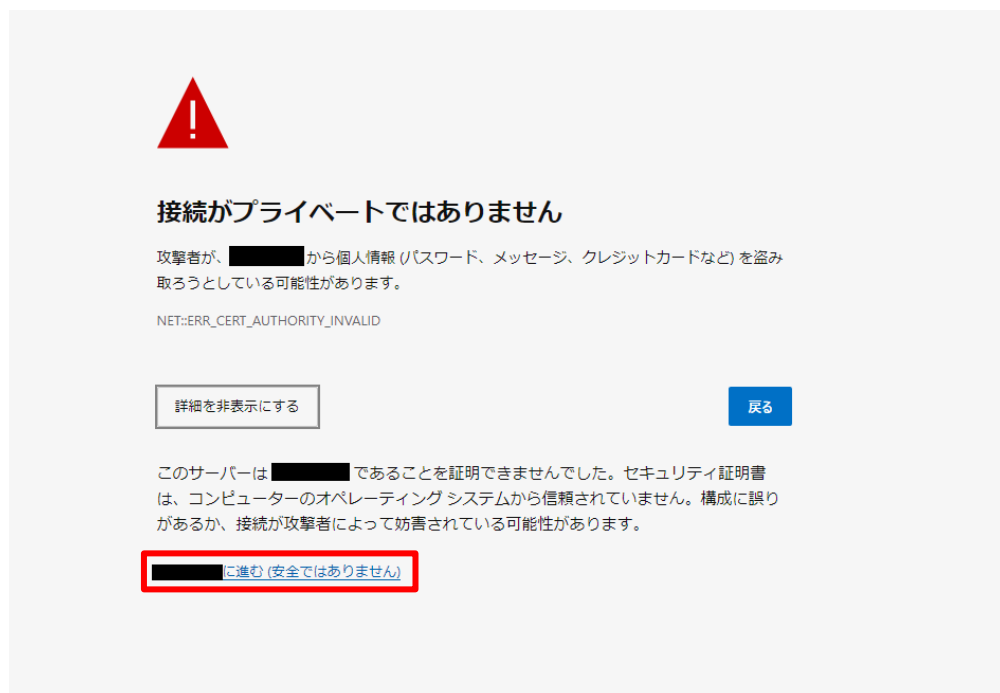 接続がプライベートではありません
攻撃者が、から個人情報 (パスワード、メッセージ、クレジットカードなど) を盗み
取ろうとしている可能性があります。
NET::ERR_CERT_AUTHORITY_INVALID
詳細を非表示にする
戻る
このサーバーは であることを証明できませんでした。セキュリティ証明書
は、コンピューターのオペレーティング システムから信頼されていません。構成に誤り
があるか、接続が攻撃者によって妨害されている可能性があります。
に進む (安全ではありません)